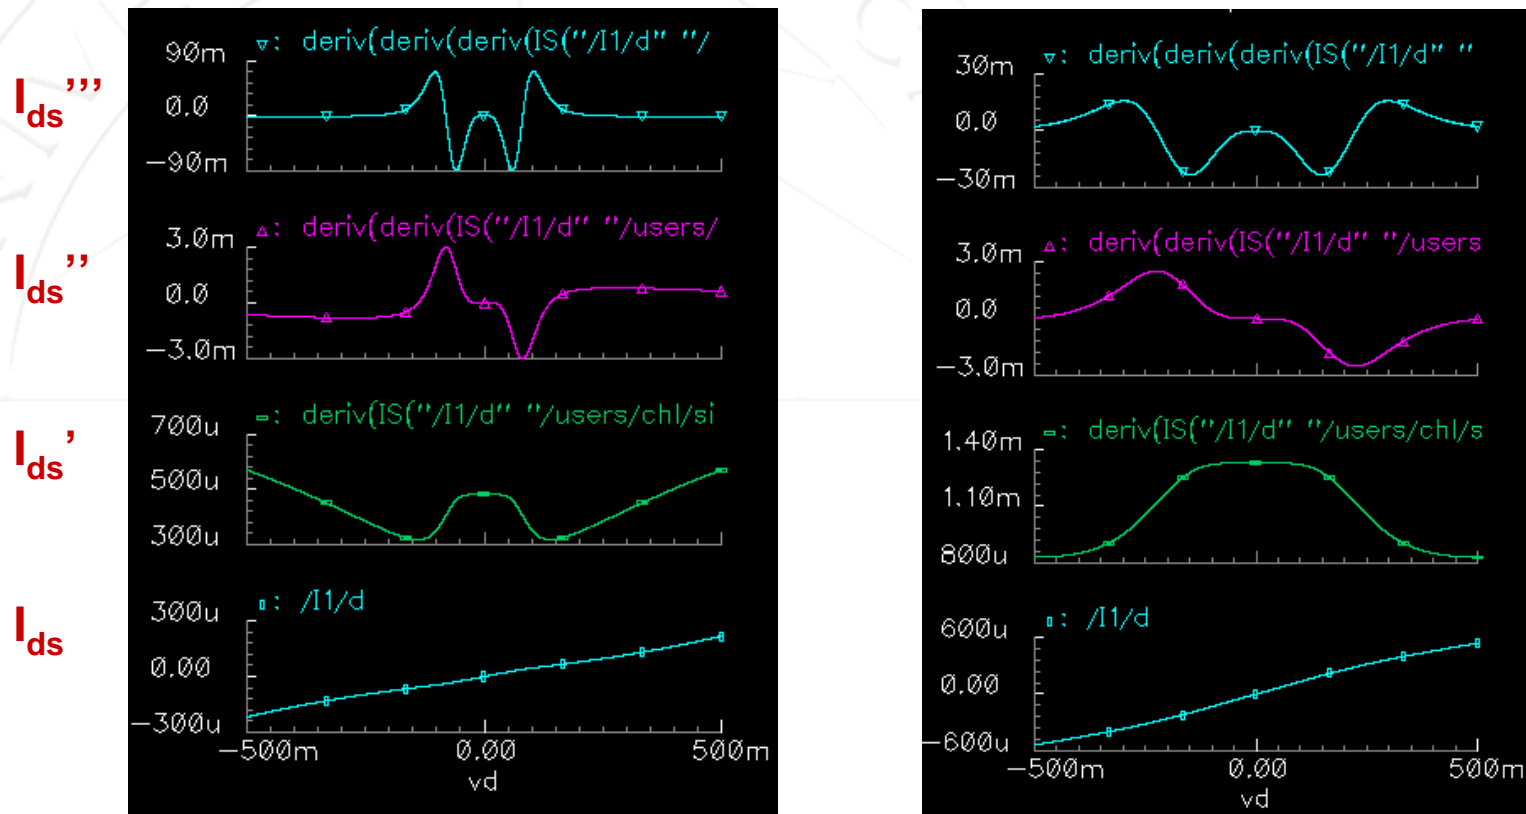 I_ds’’’
I_ds’’
I_ds’
I_ds
90m
deriv(deriv(deriv(IS("/I1/d" "/
0.0
−90m
3.0m
deriv(deriv(IS("/I1/d" "/users/
0.0
−3.0m
700u
deriv(IS("/I1/d" "/users/chl/si
500u
300u
300u
/I1/d
0.00
−300u
−500m 0.00 500m
vd
30m
deriv(deriv(deriv(IS("/I1/d" "
0.0
−30m
3.0m
deriv(deriv(IS("/I1/d" "/users
0.0
−3.0m
1.40m
deriv(IS("/I1/d" "/users/chl/s
1.10m
800u
600u
/I1/d
0.00
−600u
−500m 0.00 500m
vd